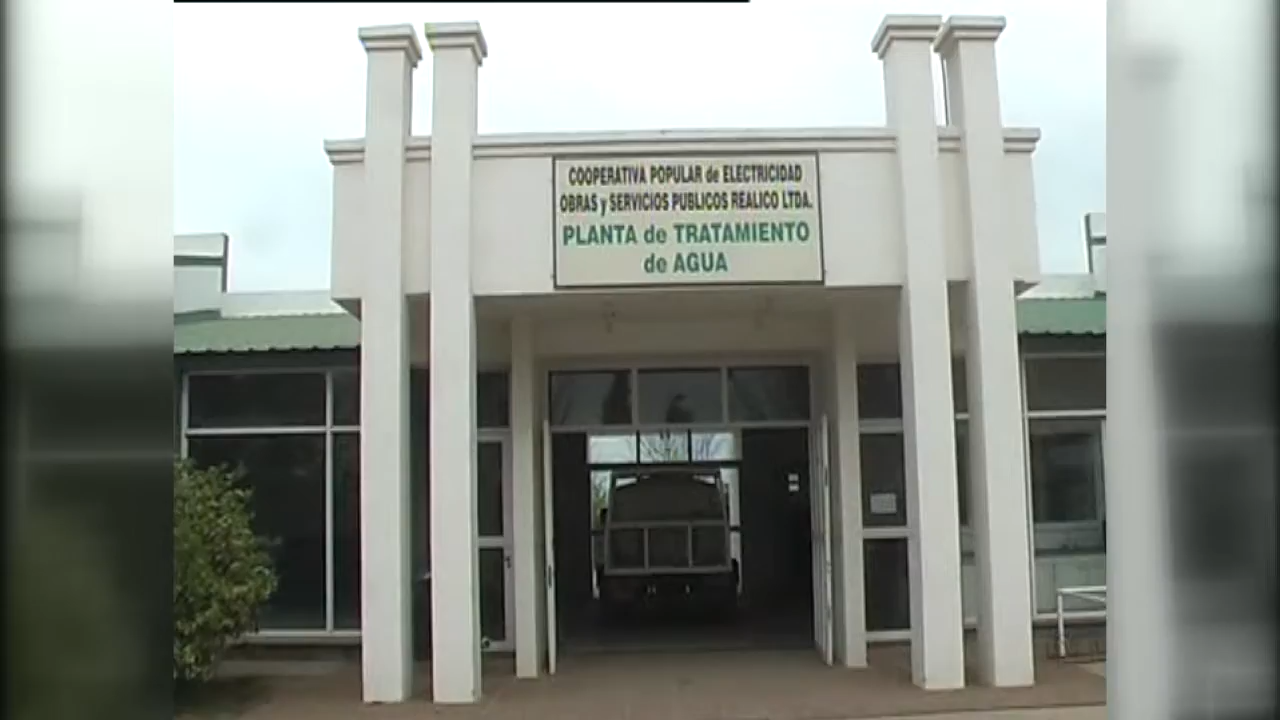 COOPERATIVA POPULAR de ELECTRICIDAD
OBRAS y SERVICIOS PUBLICOS REALICO LTDA.
PLANTA de TRATAMIENTO
de AGUA